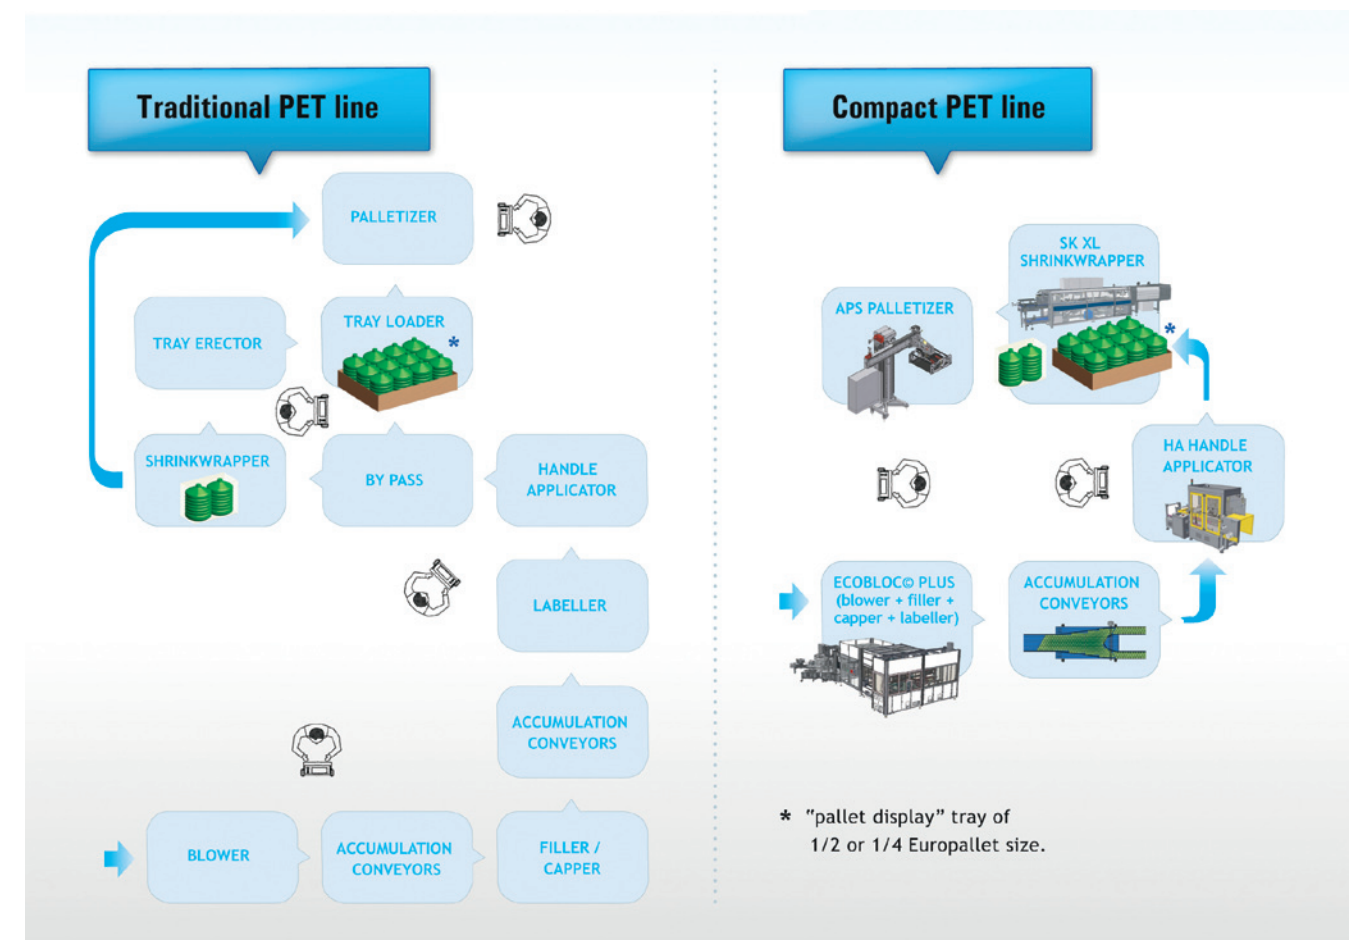 Traditional PET line
PALLETIZER
TRAY ERECTOR
TRAY LOADER
*
SHRINKWRAPPER
BY PASS
HANDLE
APPLICATOR
LABELLER
ACCUMULATION
CONVEYORS
BLOWER
ACCUMULATION
CONVEYORS
FILLER /
CAPPER
Compact PET line
SK XL
SHRINKWRAPPER
*
APS PALLETIZER
HA HANDLE
APPLICATOR
ECOBLOC© PLUS
(blower + filler +
capper + labeller)
ACCUMULATION
CONVEYORS
* "pallet display" tray of
1/2 or 1/4 Europallet size.